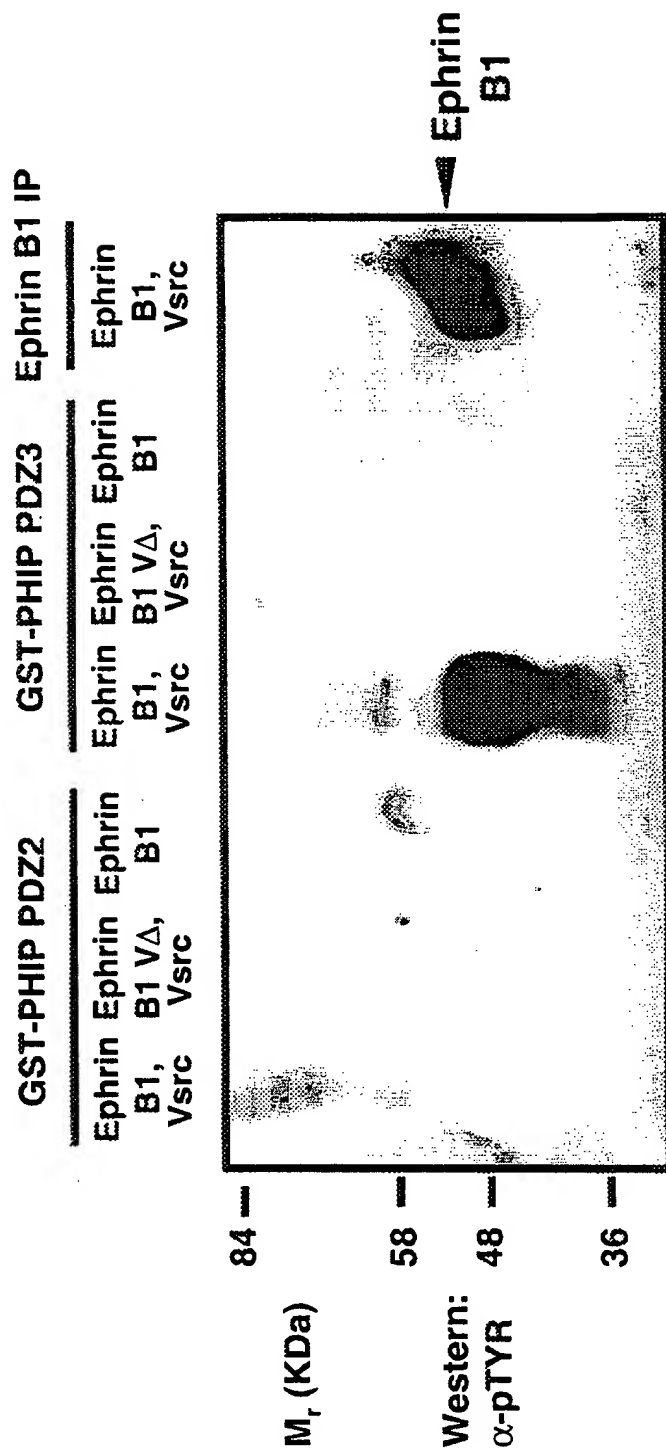 GST-PHIP PDZ2 GST-PHIP PDZ3 Ephrin B1 IP
Ephrin Ephrin Ephrin Ephrin Ephrin Ephrin Ephrin
B1, B1 VΔ, B1 B1, B1 VΔ, B1 B1,
Vsrc Vsrc Vsrc Vsrc Vsrc
84
Mr (KDa)
58
48
36
Western:
α-pTYR
Ephrin
B1